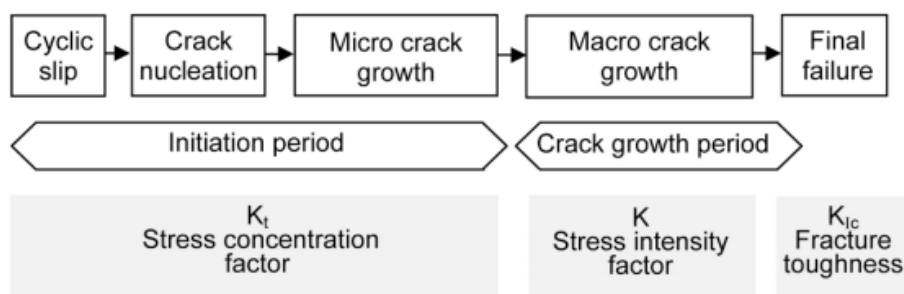 Cyclic
slip
Crack
nucleation
Micro crack
growth
Macro crack
growth
Final
failure
Initiation period
Crack growth period
Kt
Stress concentration
factor
K
Stress intensity
factor
KIc
Fracture
toughness